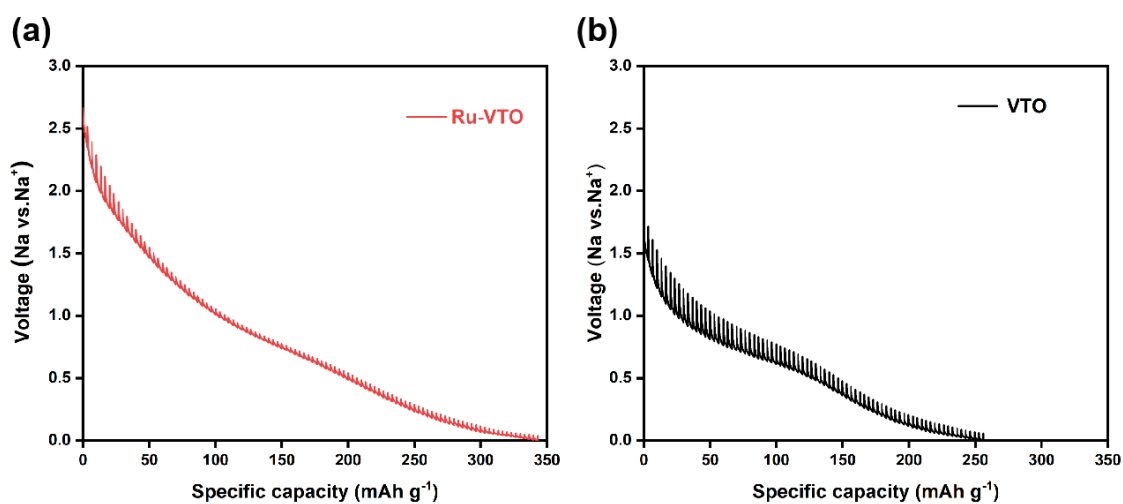 (a)
3.0
2.5
2.0
1.5
1.0
0.5
0.0
Voltage (Na vs.Na⁺)
Ru-VTO
0 50 100 150 200 250 300 350
Specific capacity (mAh g⁻¹)
(b)
3.0
2.5
2.0
1.5
1.0
0.5
0.0
Voltage (Na vs.Na⁺)
VTO
0 50 100 150 200 250 300 350
Specific capacity (mAh g⁻¹)